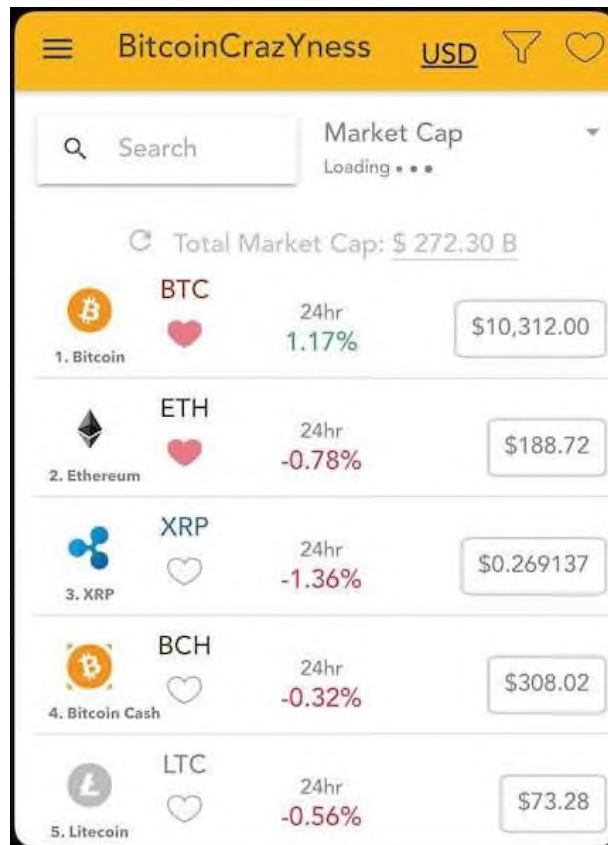 BitcoinCrazYness USD
Search
Market Cap
Loading • • •
Total Market Cap: $ 272.30 B
BTC
1. Bitcoin
24hr
1.17%
$10,312.00
ETH
2. Ethereum
24hr
-0.78%
$188.72
XRP
3. XRP
24hr
-1.36%
$0.269137
BCH
4. Bitcoin Cash
24hr
-0.32%
$308.02
LTC
5. Litecoin
24hr
-0.56%
$73.28